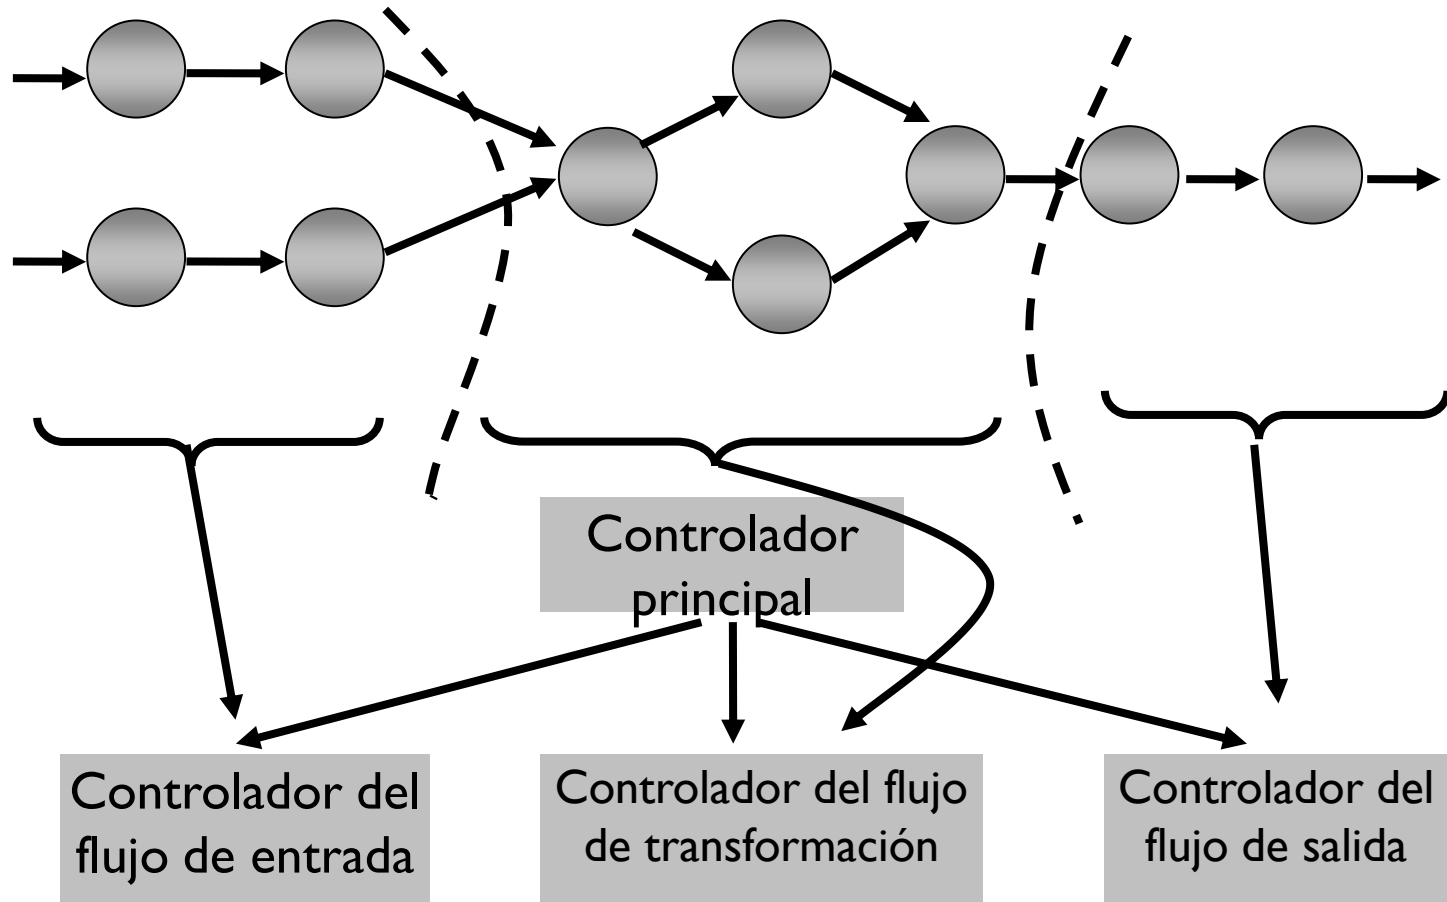 Controlador
principal
Controlador del
flujo de entrada
Controlador del flujo
de transformación
Controlador del
flujo de salida